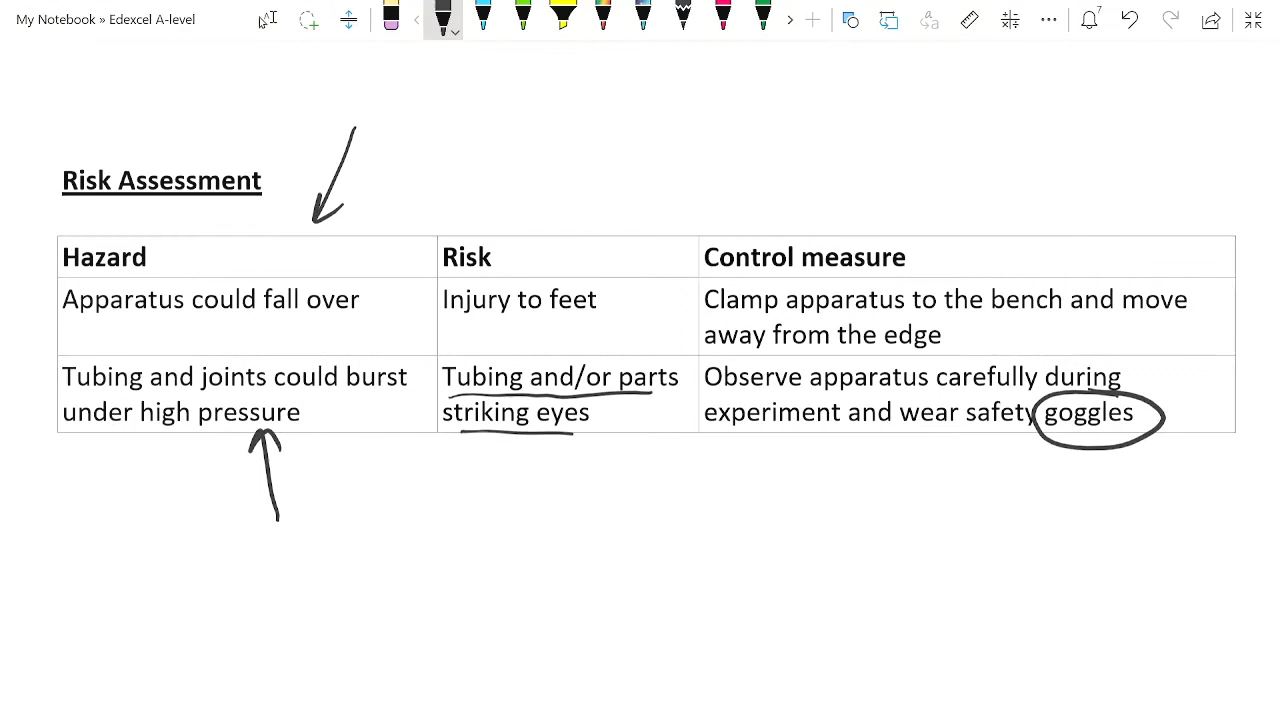 My Notebook » Edexcel A-level
7
Risk Assessment
Hazard Risk Control measure
Apparatus could fall over Injury to feet Clamp apparatus to the bench and move
away from the edge
Tubing and joints could burst Tubing and/or parts Observe apparatus carefully during
under high pressure striking eyes experiment and wear safety goggles